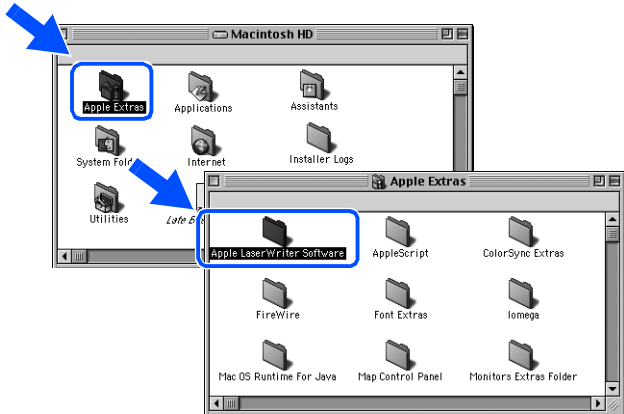 Macintosh HD
Apple Extras
Applications
Assistants
System Fold
Internet
Installer Logs
Utilities
Late B
Apple Extras
Apple LaserWriter Software
AppleScript
ColorSync Extras
FireWire
Font Extras
Iomega
Mac OS Runtime For Java
Map Control Panel
Monitors Extras Folder